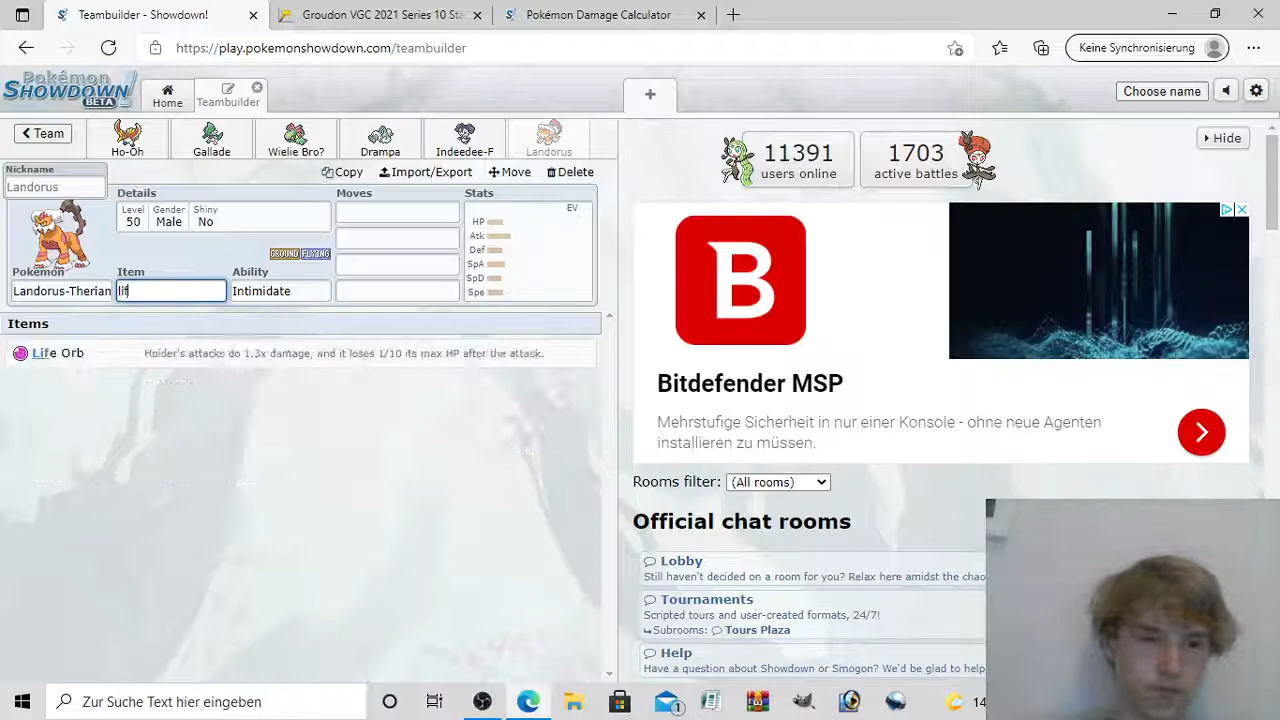 Teambuilder - Showdown!
Groudon VGC 2021 Series 10 Sta
Pokémon Damage Calculator
https://play.pokemonshowdown.com/teambuilder
Keine Synchronisierung
Pokémon
SHOWDOWN!
BETA
Home
Teambuilder
Choose name
Team
Ho-Oh
Gallade
Wielie Bro?
Drampa
Indeedee-F
Landorus
Copy
Import/Export
Move
Delete
Nickname
Landorus
Details
Level
50
Gender
Male
Shiny
No
GROUND FLYING
Pokémon
Landorus-Therian
Item
lif
Ability
Intimidate
Moves
Stats
EV
HP
Atk
Def
SpA
SpD
Spe
Items
Life Orb
Holder's attacks do 1.3x damage, and it loses 1/10 its max HP after the attack.
11391
users online
1703
active battles
Hide
B
Bitdefender MSP
Mehrstufige Sicherheit in nur einer Konsole - ohne neue Agenten
installieren zu müssen.
Rooms filter:
(All rooms)
Official chat rooms
Lobby
Still haven't decided on a room for you? Relax here amidst the chao
Tournaments
Scripted tours and user-created formats, 24/7!
Subrooms: Tours Plaza
Help
Have a question about Showdown or Smogon? We'd be glad to help
Zur Suche Text hier eingeben
1
14